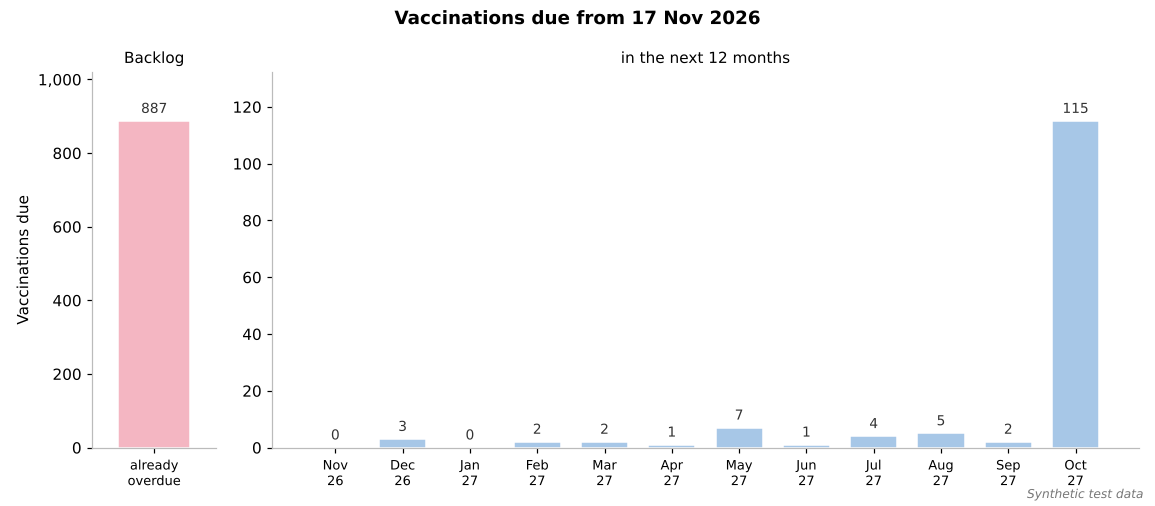 Vaccinations due from 17 Nov 2026
Backlog
in the next 12 months
Vaccinations due
1,000
800
600
400
200
0
887
already
overdue
120
100
80
60
40
20
0
0
3
0
2
2
1
7
1
4
5
2
115
Nov Dec Jan Feb Mar Apr May Jun Jul Aug Sep Oct
26 26 27 27 27 27 27 27 27 27 27 27
Synthetic test data